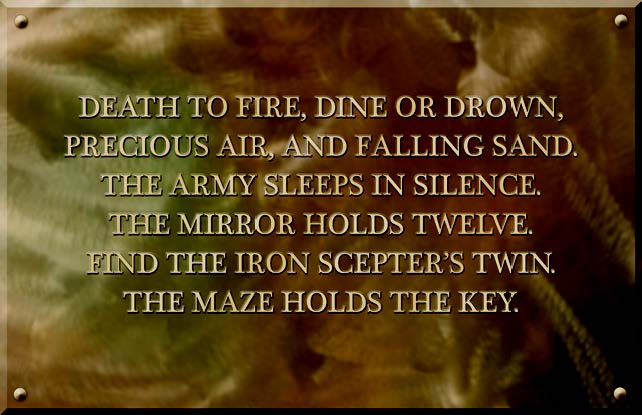 DEATH TO FIRE, DINE OR DROWN,
PRECIOUS AIR, AND FALLING SAND.
THE ARMY SLEEPS IN SILENCE.
THE MIRROR HOLDS TWELVE.
FIND THE IRON SCEPTER'S TWIN.
THE MAZE HOLDS THE KEY.